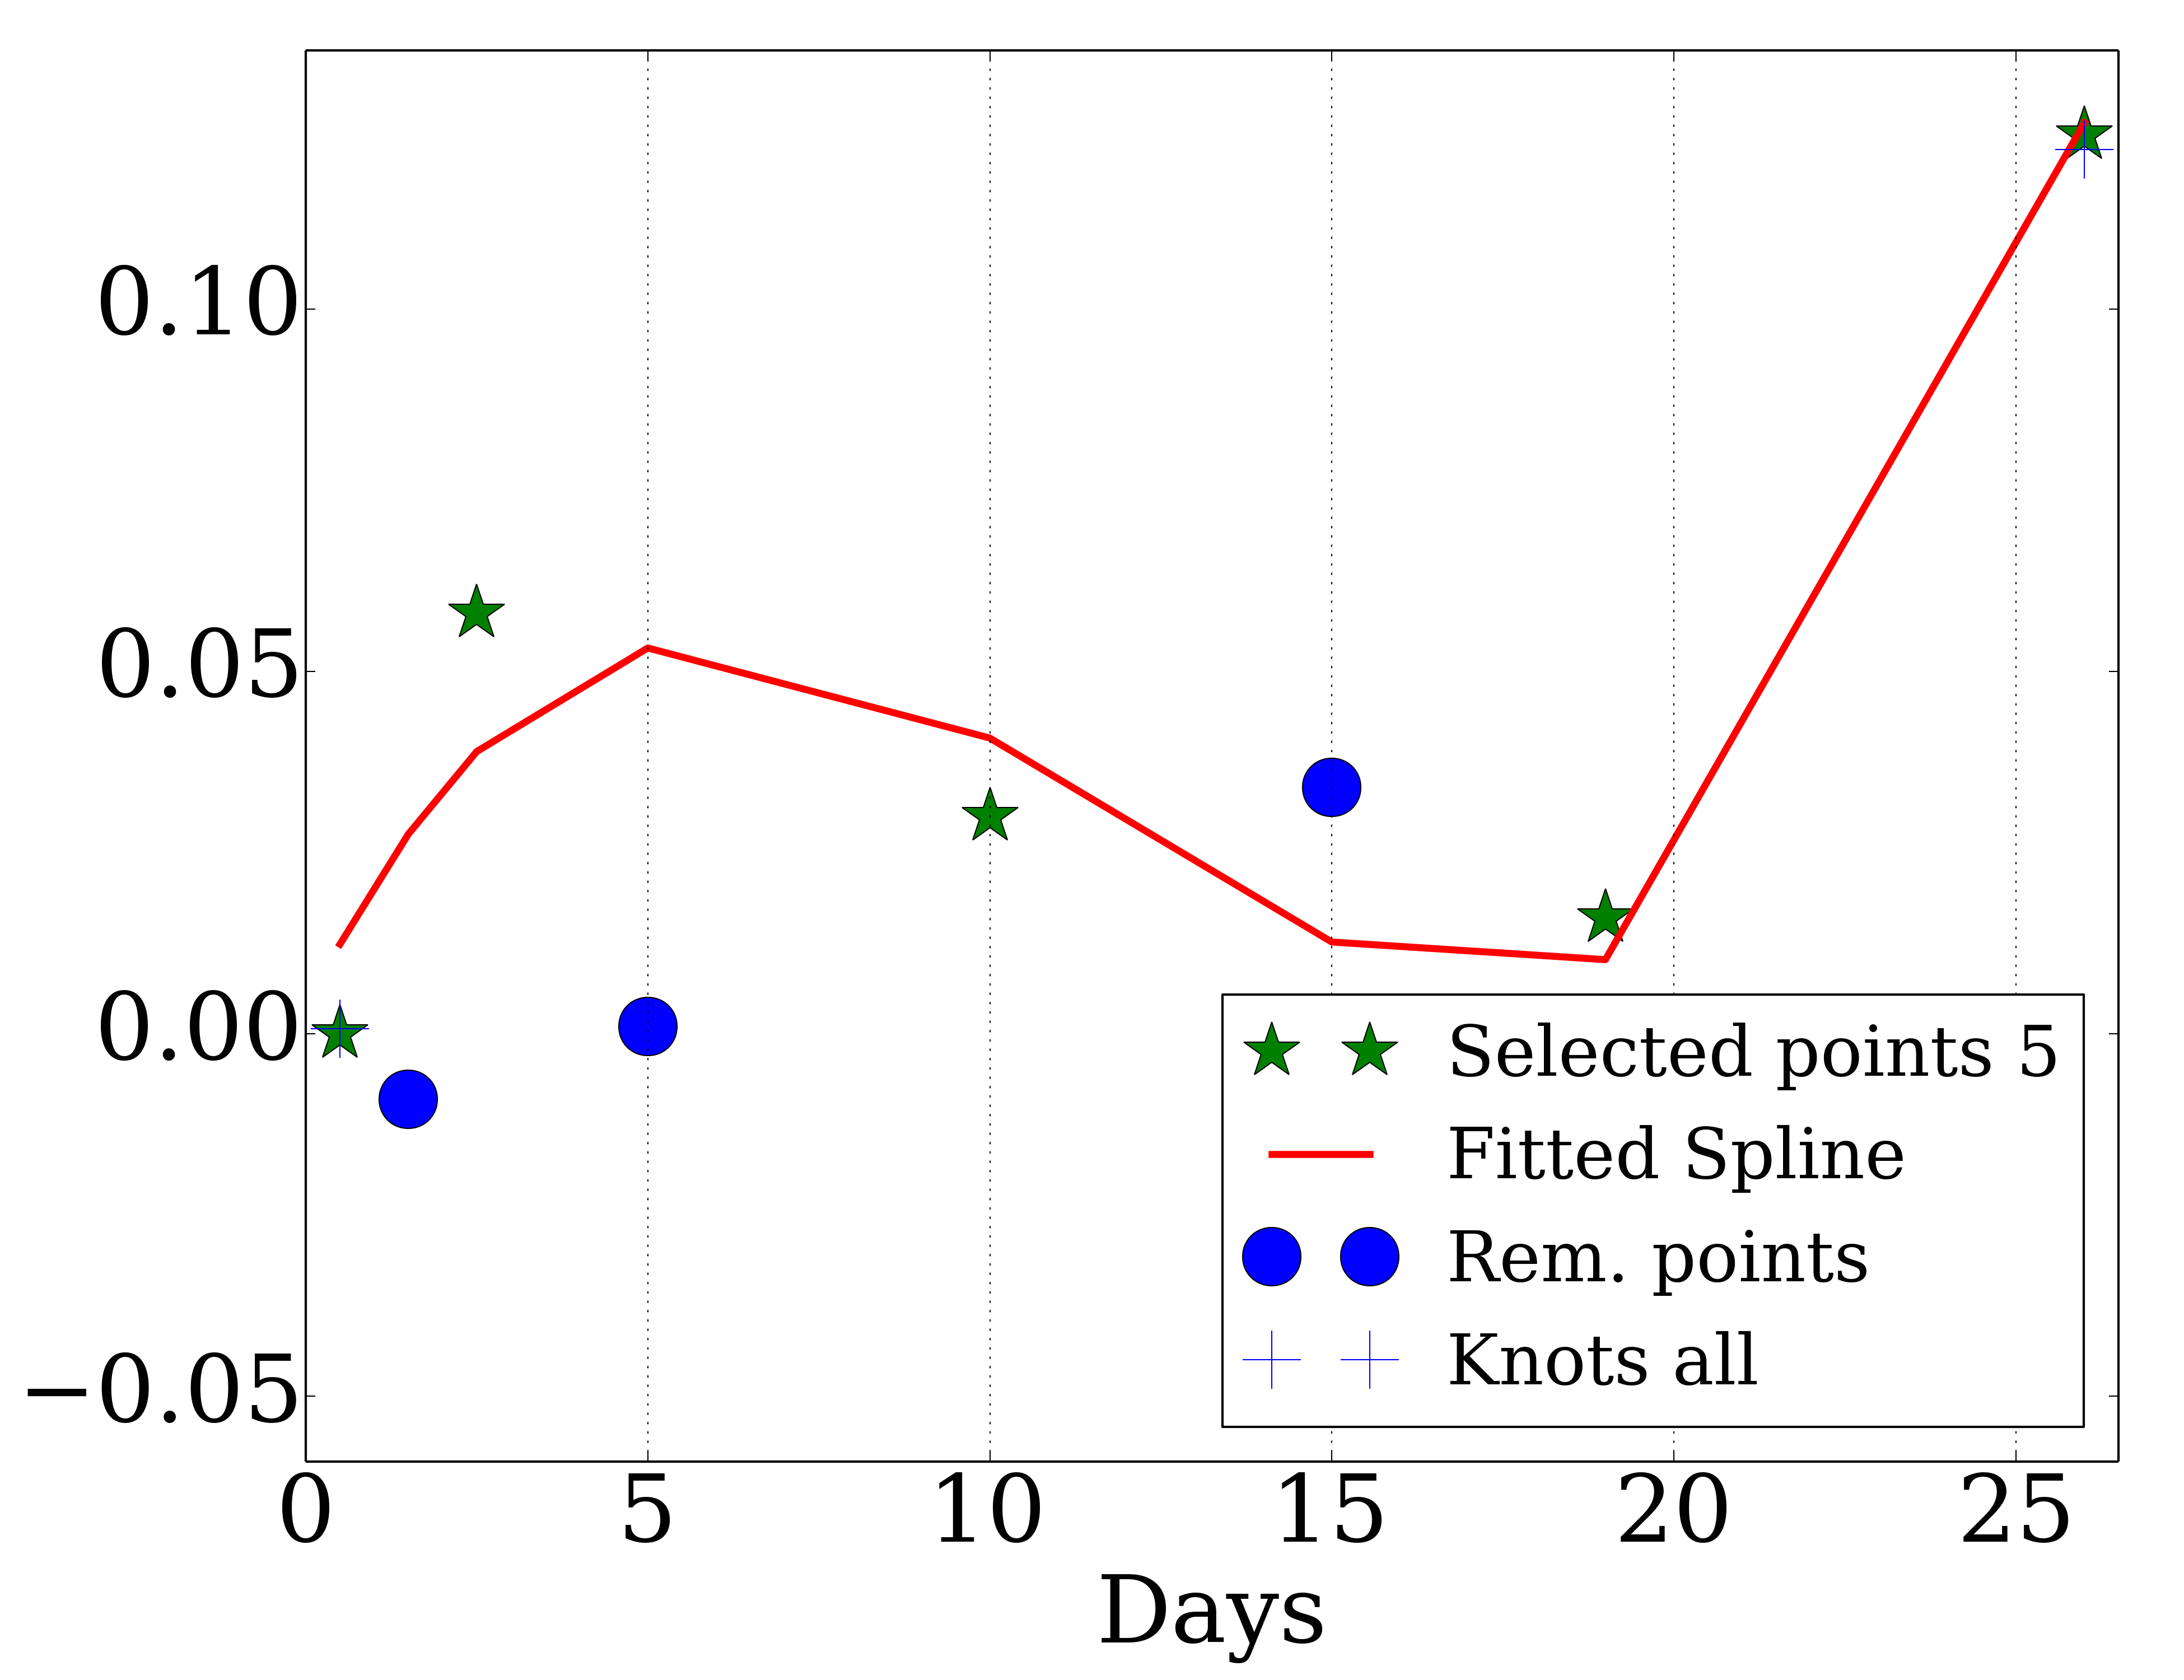 0.10
0.05
0.00
−0.05
Selected points 5
Fitted Spline
Rem. points
Knots all
0 5 10 15 20 25
Days